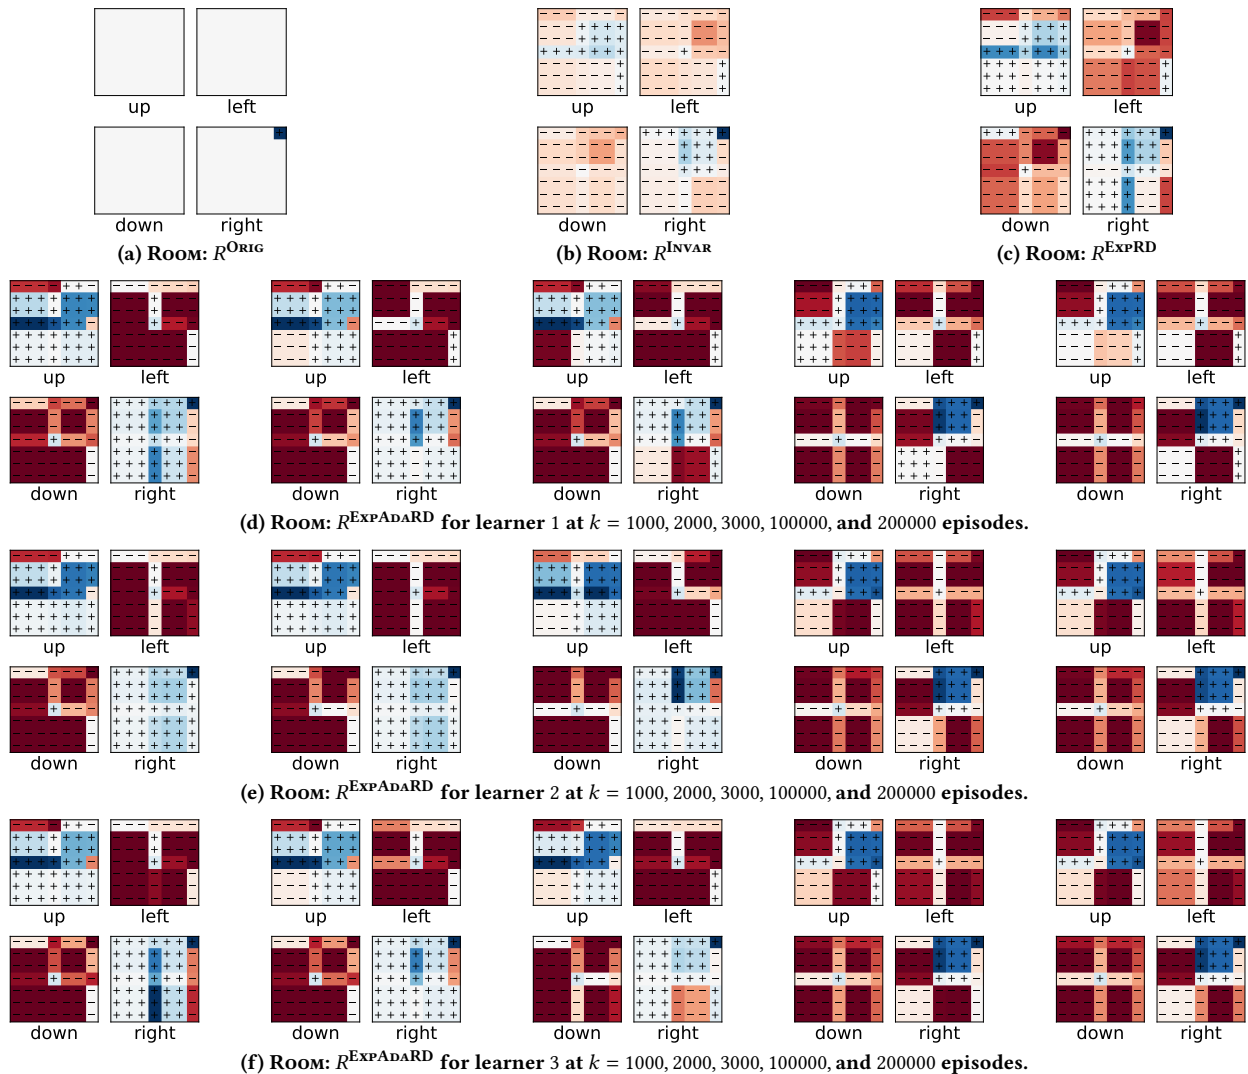 up left
down right
(a) Room: R^Orig
up left
down right
(b) Room: R^Invar
up left
down right
(c) Room: R^ExpRD
up left up left up left up left up left
down right down right down right down right down right
(d) Room: R^ExpAdaRD for learner 1 at k = 1000, 2000, 3000, 100000, and 200000 episodes.
up left up left up left up left up left
down right down right down right down right down right
(e) Room: R^ExpAdaRD for learner 2 at k = 1000, 2000, 3000, 100000, and 200000 episodes.
up left up left up left up left up left
down right down right down right down right down right
(f) Room: R^ExpAdaRD for learner 3 at k = 1000, 2000, 3000, 100000, and 200000 episodes.